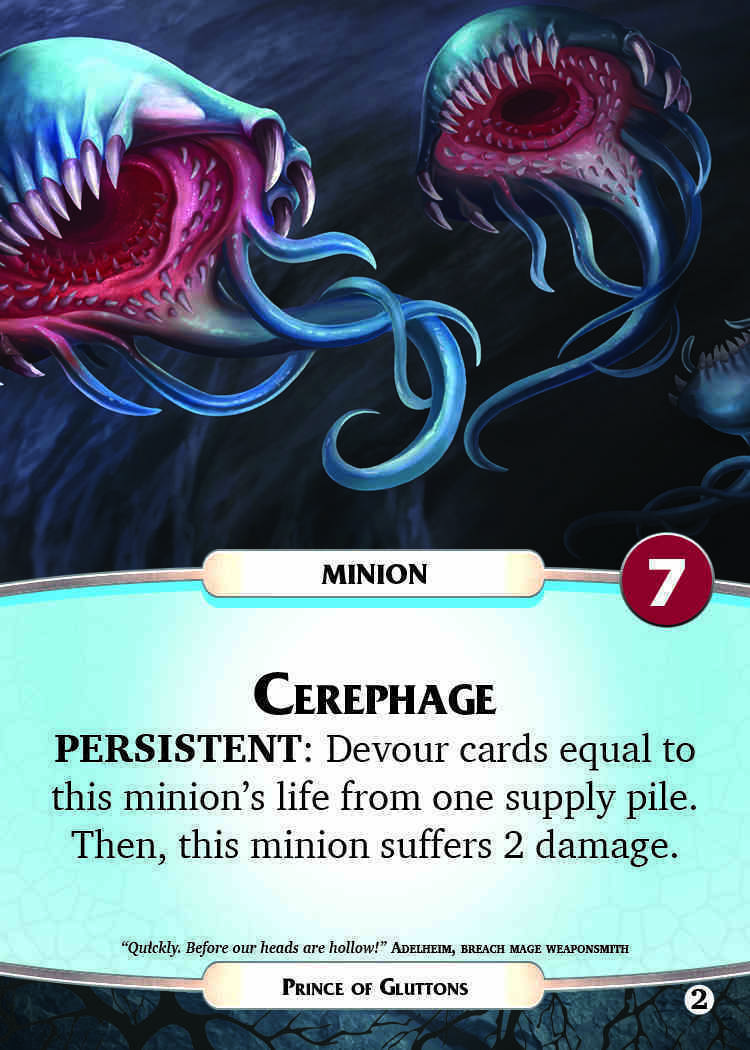 MINION
7
CEREPHAGE
PERSISTENT: Devour cards equal to
this minion’s life from one supply pile.
Then, this minion suffers 2 damage.
“Quickly. Before our heads are hollow!” ADELHEIM, BREACH MAGE WEAPONSMITH
PRINCE OF GLUTTONS
2